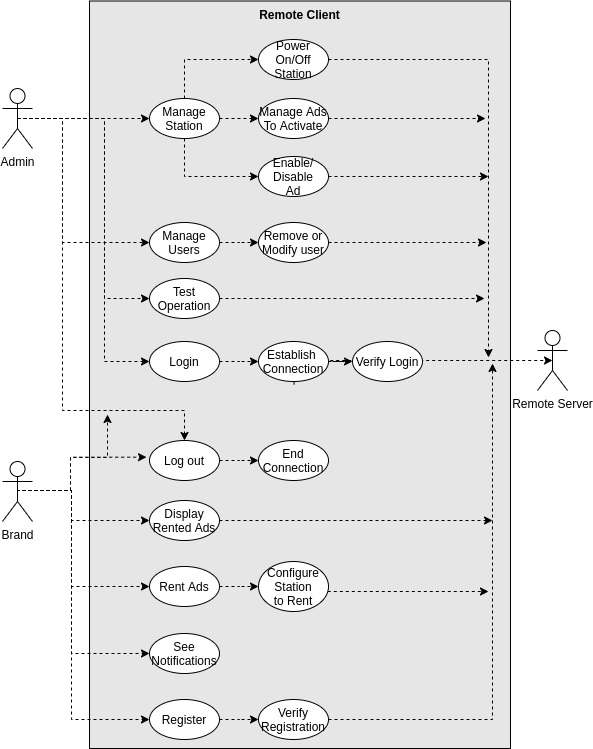 Remote Client
Power
On/Off
Station
Manage
Station
Manage Ads
To Activate
Admin
Enable/
Disable
Ad
Manage
Users
Remove or
Modify user
Test
Operation
Login
Establish
Connection
Verify Login
Remote Server
Log out
End
Connection
Brand
Display
Rented Ads
Rent Ads
Configure
Station
to Rent
See
Notifications
Register
Verify
Registration